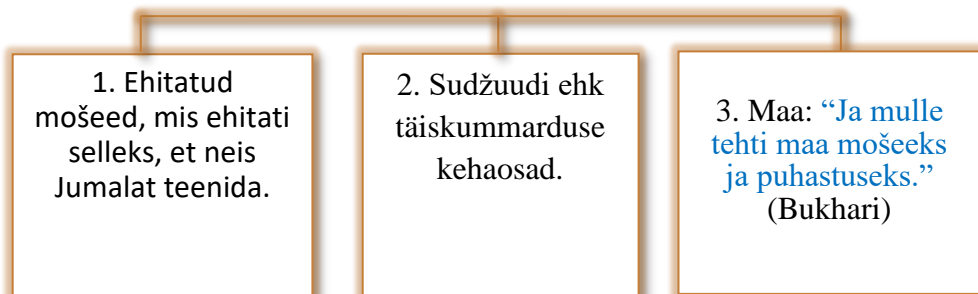 1. Ehitatud
mošeed, mis ehitati
selleks, et neis
Jumalat teenida.
2. Sudžuudi ehk
täiskummarduse
kehaosad.
3. Maa: “Ja mulle
tehti maa mošeeks
ja puhastuseks.”
(Bukhari)